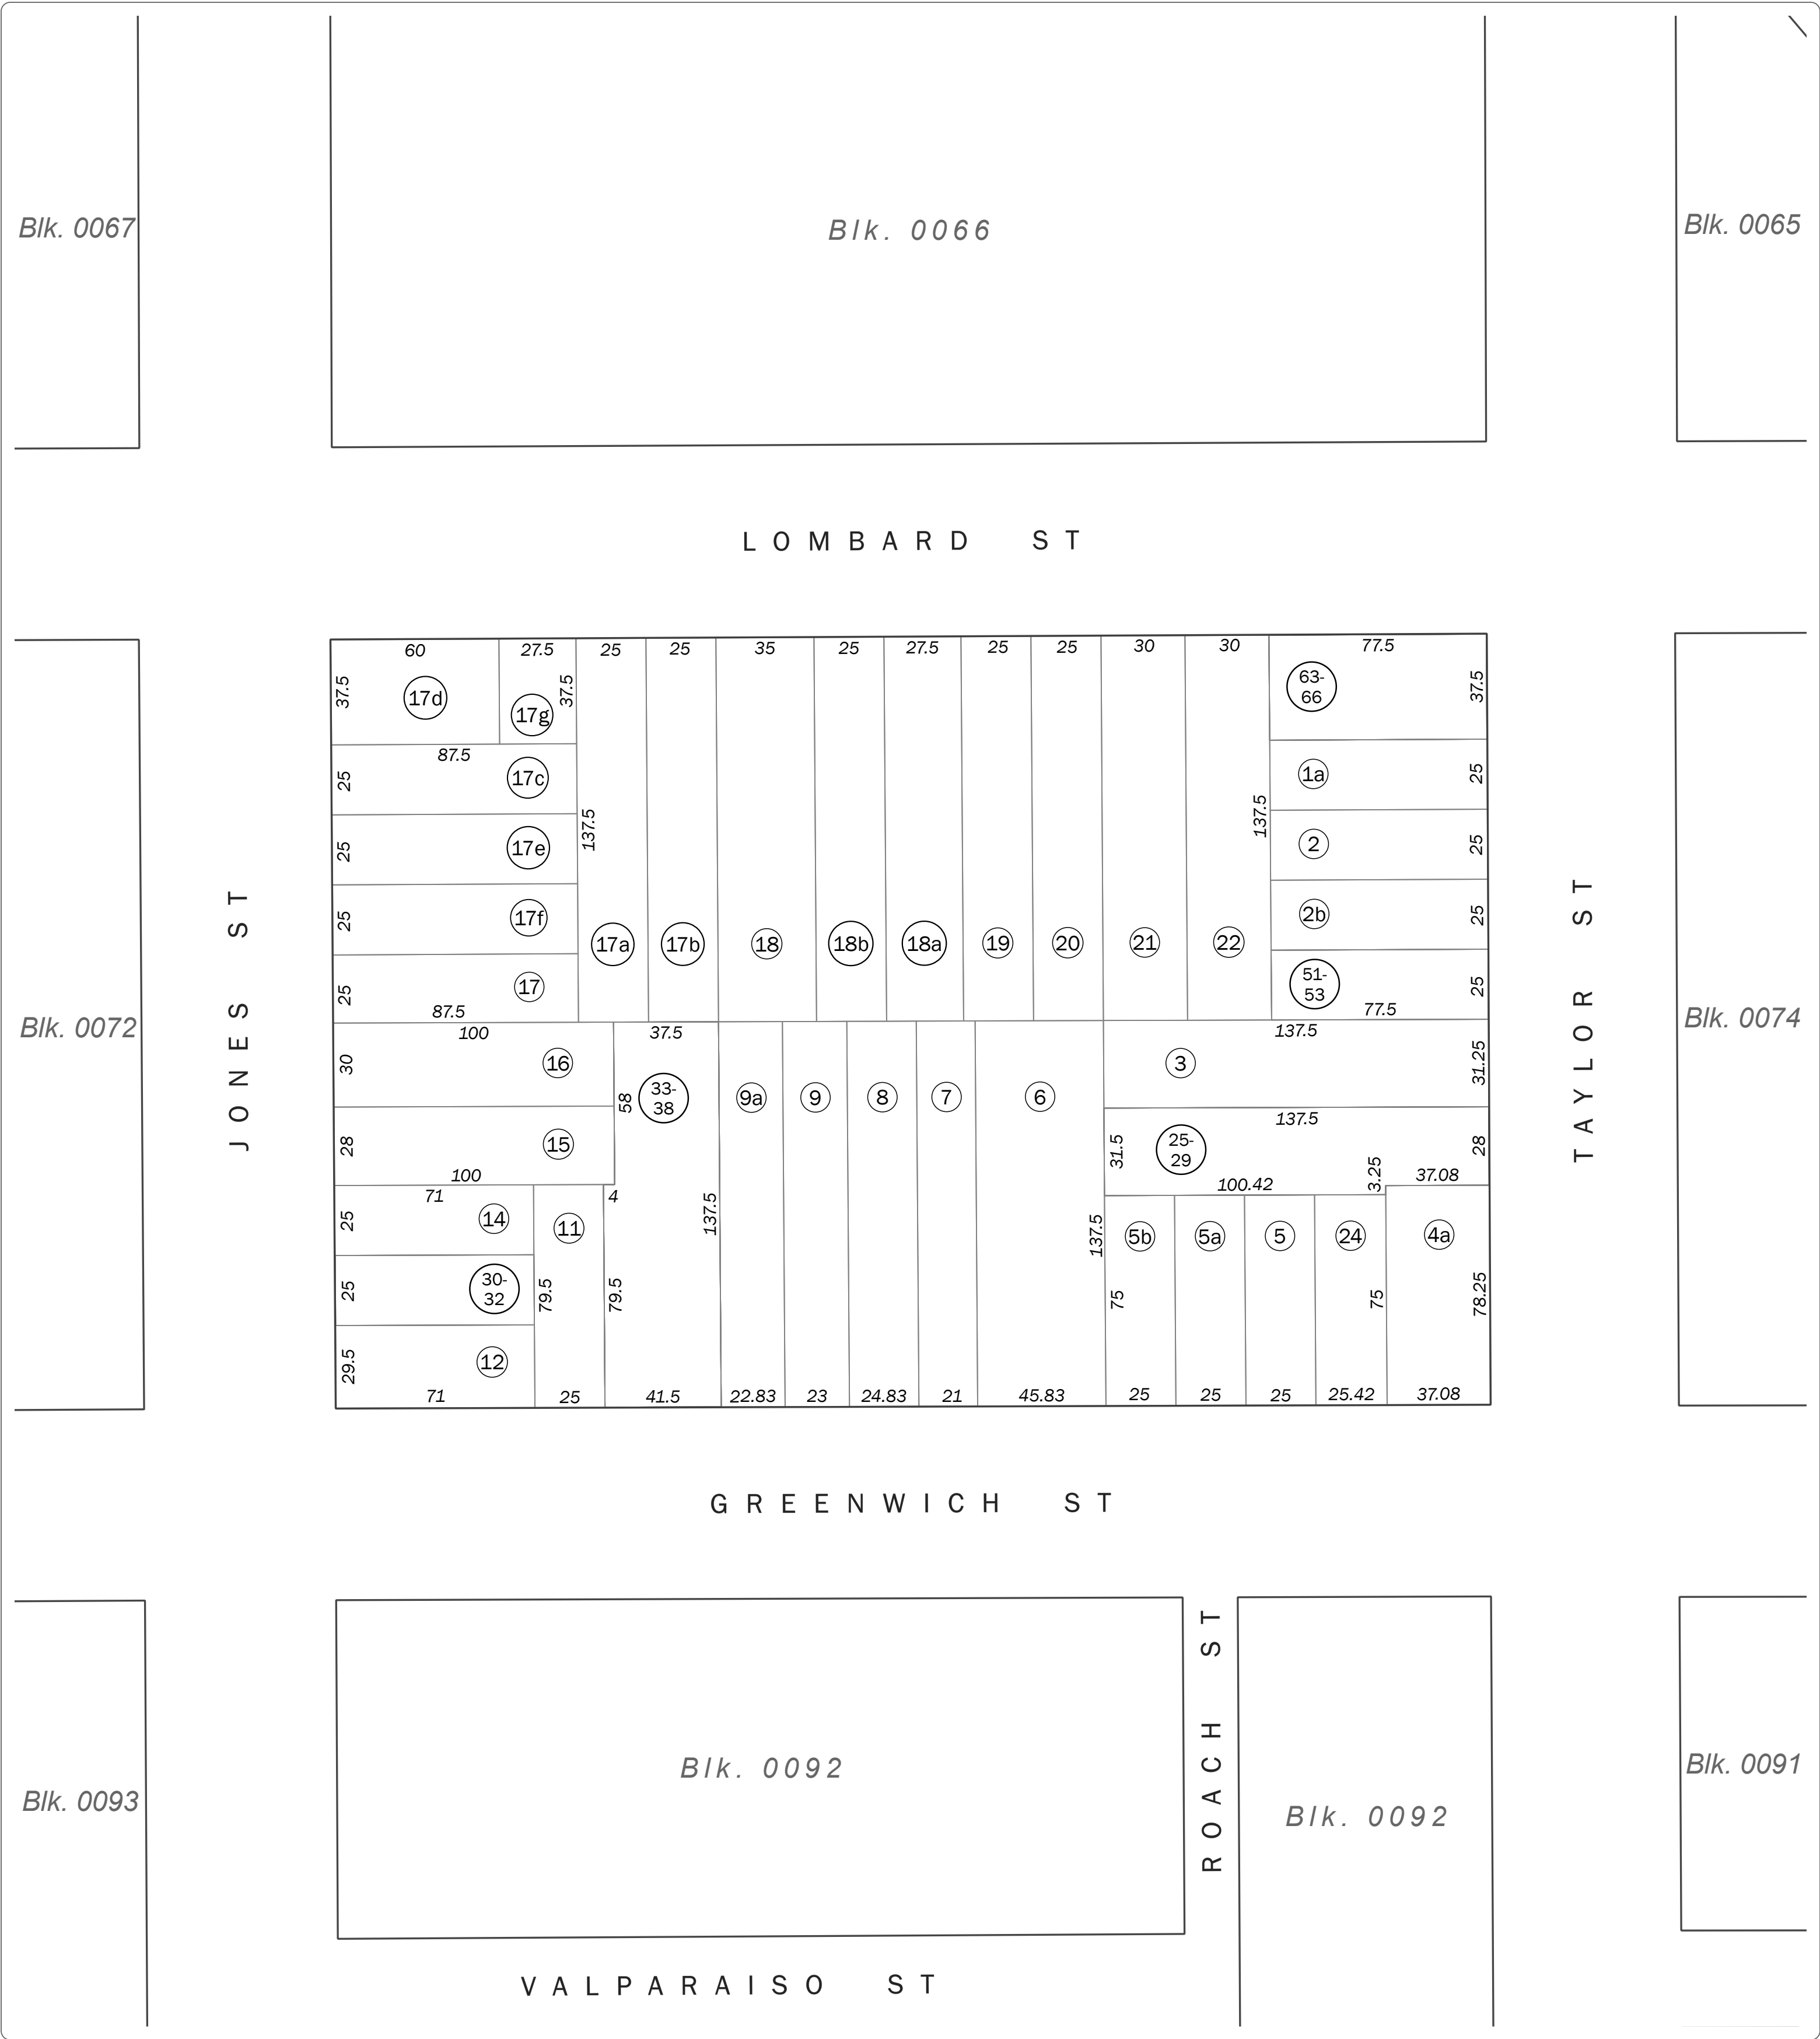 Blk. 0067
Blk. 0066
Blk. 0065
LOMBARD ST
60 27.5 25 25 35 25 27.5 25 25 30 30 77.5
37.5 17d 17g 37.5 63-66 37.5
87.5
25 17c 1a 25
137.5 137.5
25 17e 2 25
25 17f 2b 25
17a 17b 18 18b 18a 19 20 21 22
25 17 51-53 25
87.5 77.5
100 37.5 137.5
30 16 3 31.25
58 33-38 9a 9 8 7 6
137.5
28 15 31.5 25-29 28
100 100.42 3.25 37.08
71 4
25 14 11 137.5 137.5 5b 5a 5 24 4a
25 30-32 79.5 79.5 75 75 78.25
29.5 12
71 25 41.5 22.83 23 24.83 21 45.83 25 25 25 25.42 37.08
JONES ST
TAYLOR ST
Blk. 0072
Blk. 0074
GREENWICH ST
Blk. 0093
Blk. 0092
ROACH ST
Blk. 0092
Blk. 0091
VALPARAISO ST